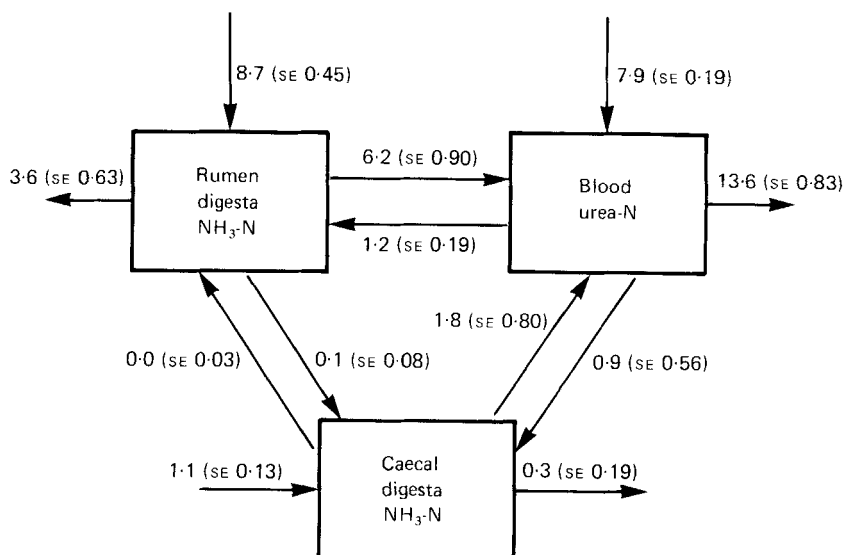 8·7 (SE 0·45)
7·9 (SE 0·19)
3·6 (SE 0·63)
Rumen
digesta
NH₃-N
6·2 (SE 0·90)
1·2 (SE 0·19)
Blood
urea-N
13·6 (SE 0·83)
0·0 (SE 0·03)
0·1 (SE 0·08)
1·8 (SE 0·80)
0·9 (SE 0·56)
1·1 (SE 0·13)
Caecal
digesta
NH₃-N
0·3 (SE 0·19)